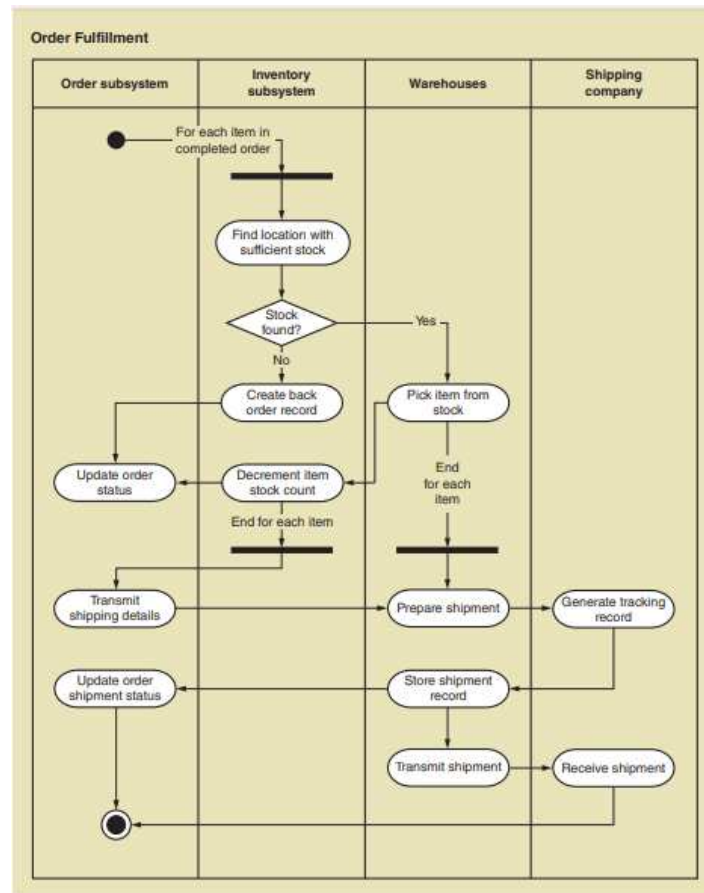 Order Fulfillment
Order subsystem
Inventory
subsystem
Warehouses
Shipping
company
For each item in
completed order
Find location with
sufficient stock
Stock
found?
Yes
No
Create back
order record
Pick item from
stock
Update order
status
Decrement item
stock count
End
for each
item
End for each item
Transmit
shipping details
Prepare shipment
Generate tracking
record
Update order
shipment status
Store shipment
record
Transmit shipment
Receive shipment